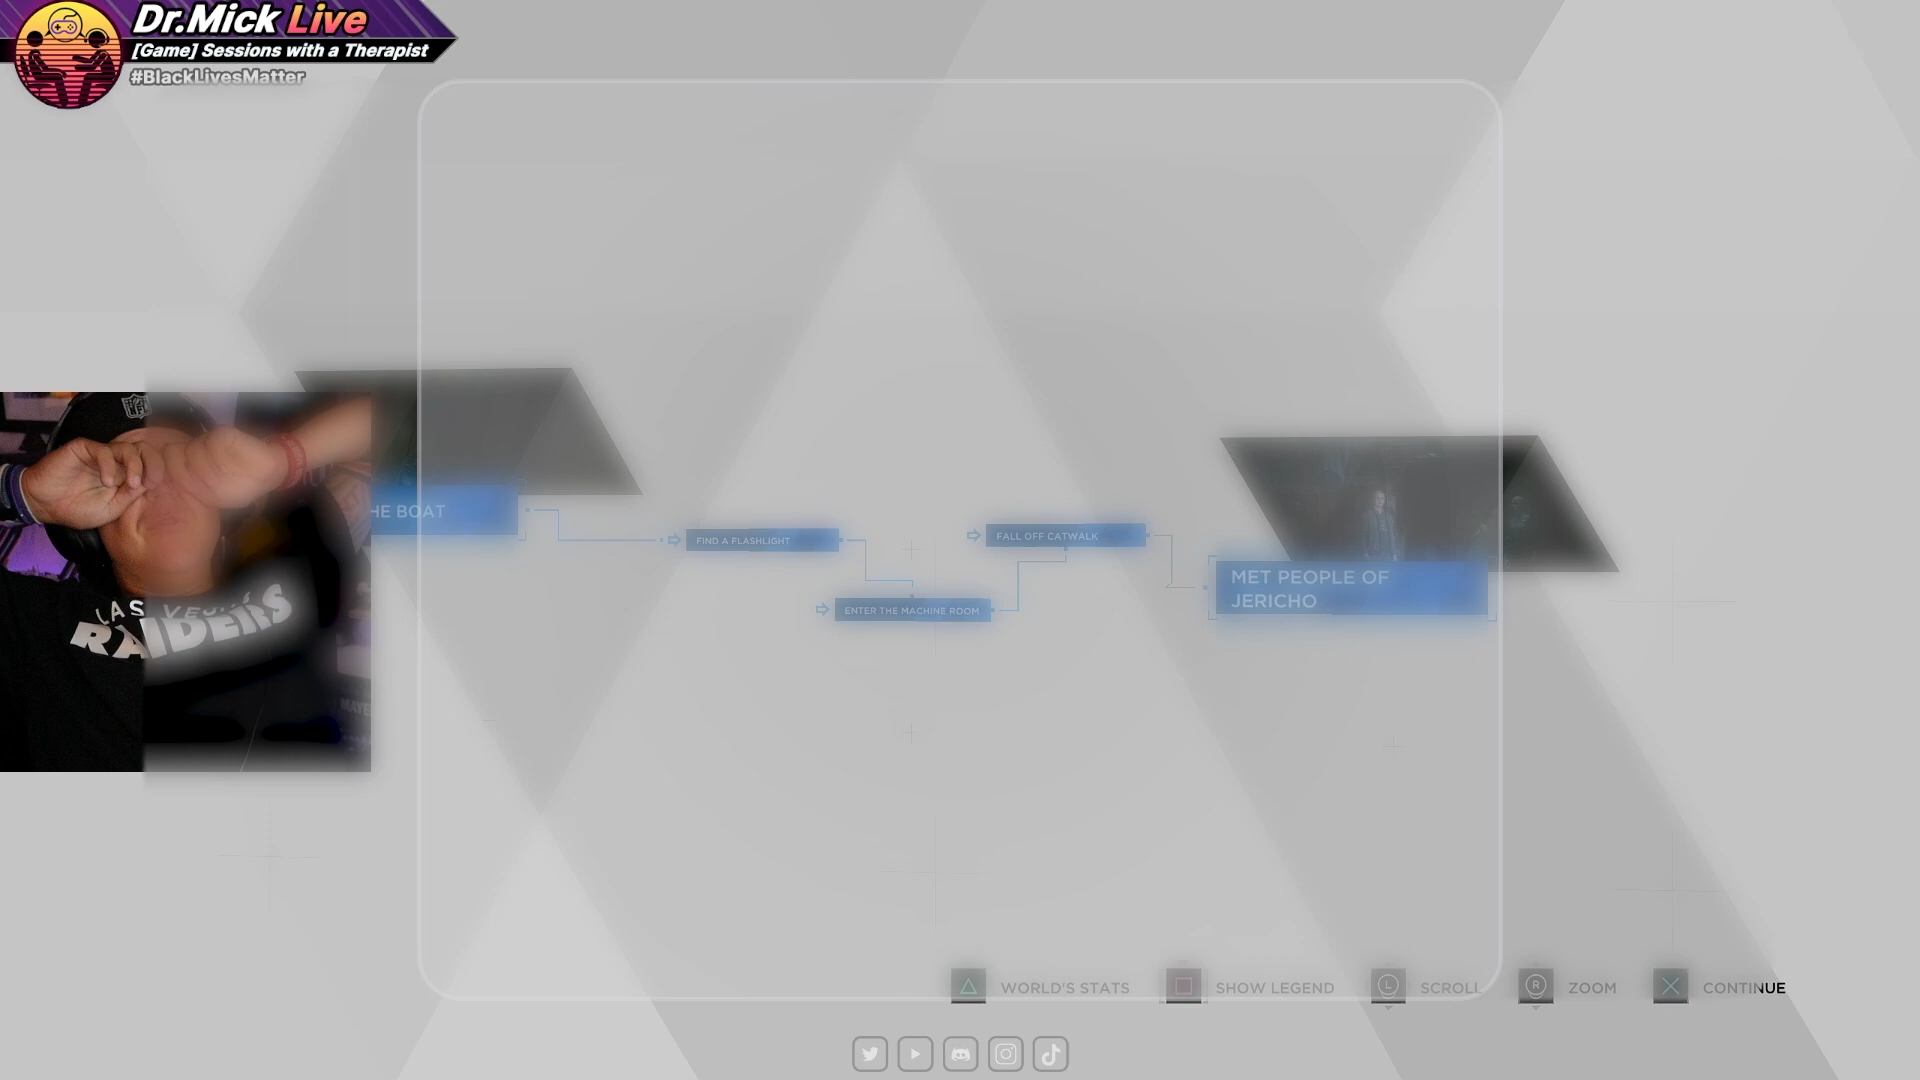 Dr.Mick Live
[Game] Sessions with a Therapist
#BlackLivesMatter
NFL
HE BOAT
FIND A FLASHLIGHT
FALL OFF CATWALK
ENTER THE MACHINE ROOM
MET PEOPLE OF
JERICHO
LAS VEGAS
RAIDERS
WORLD'S STATS
SHOW LEGEND
L
SCROLL
R
ZOOM
CONTINUE